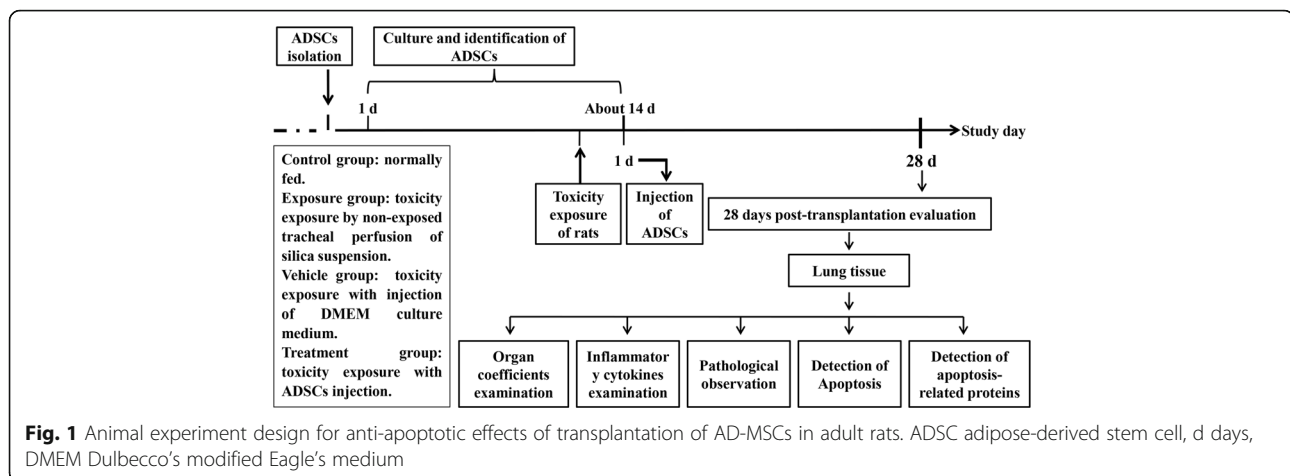 ADSCs
isolation
Culture and identification of
ADSCs
1 d
About 14 d
Study day
1 d
28 d
Control group: normally
fed.
Exposure group: toxicity
exposure by non-exposed
tracheal perfusion of
silica suspension.
Vehicle group: toxicity
exposure with injection
of DMEM culture
medium.
Treatment group:
toxicity exposure with
ADSCs injection.
Toxicity
exposure
of rats
Injection
of
ADSCs
28 days post-transplantation evaluation
Lung tissue
Organ
coefficients
examination
Inflammator
y cytokines
examination
Pathological
observation
Detection of
Apoptosis
Detection of
apoptosis-
related proteins
Fig. 1 Animal experiment design for anti-apoptotic effects of transplantation of AD-MSCs in adult rats. ADSC adipose-derived stem cell, d days,
DMEM Dulbecco's modified Eagle's medium